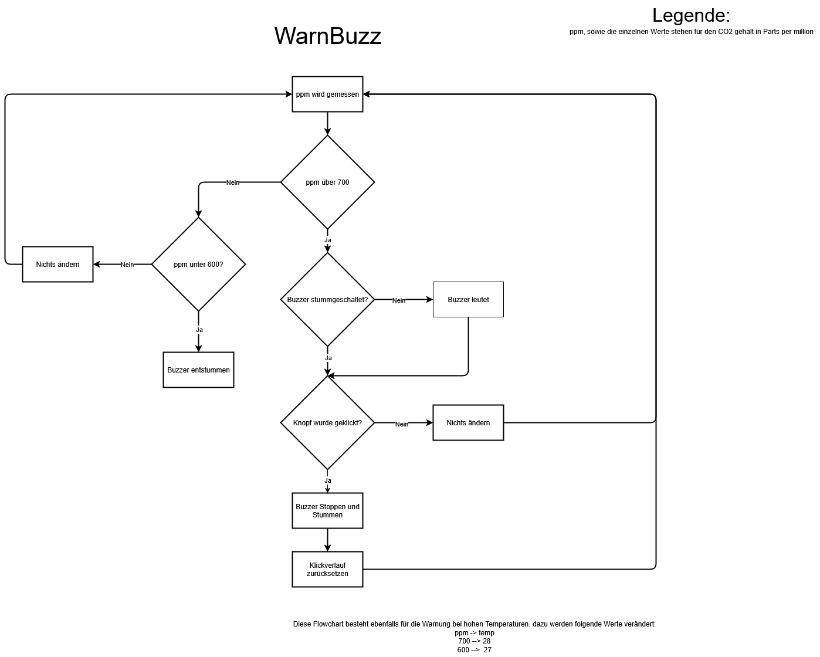 Legende:
ppm, sowie die einzelnen Werte stehen für den CO2 gehalt in Parts per million
WarnBuzz
ppm wird gemessen
ppm über 700
Nein
Ja
ppm unter 600?
Nein
Nichts ändern
Ja
Buzzer entstummen
Buzzer stummgeschaltet?
Nein
Buzzer leutet
Ja
Knopf wurde geklickt?
Nein
Nichts ändern
Ja
Buzzer Stoppen und
Stummen
Klickverlauf
zurücksetzen
Diese Flowchart besteht ebenfalls für die Warnung bei hohen Temperaturen, dazu werden folgende Werte verändert:
ppm -> temp
700 --> 28
600 --> 27